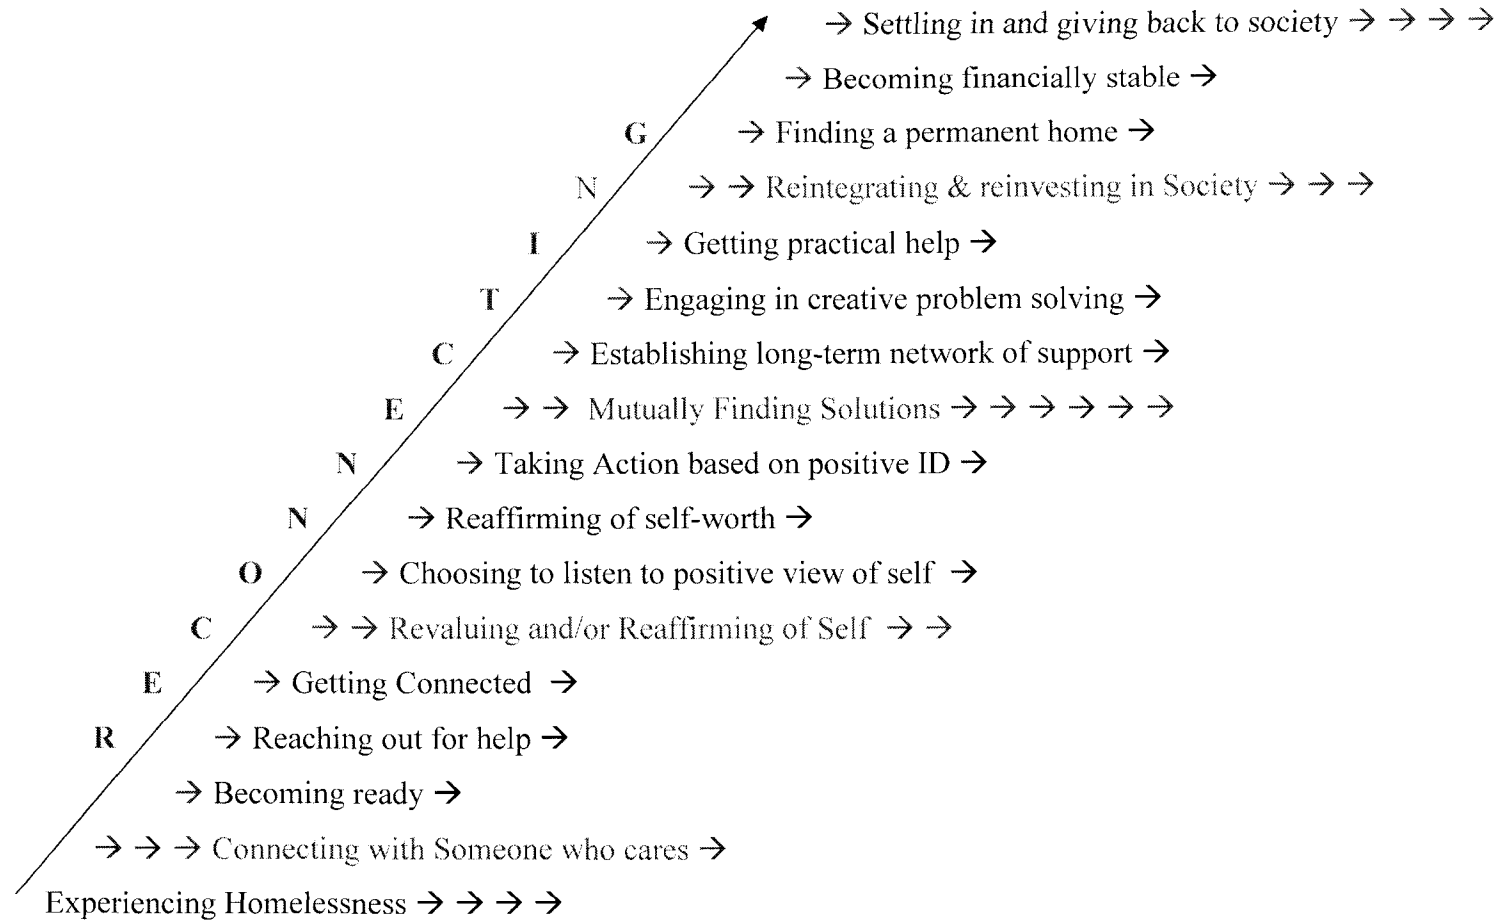 → Settling in and giving back to society → → → →
→ Becoming financially stable →
G → Finding a permanent home →
N → → Reintegrating & reinvesting in Society → → →
I → Getting practical help →
T → Engaging in creative problem solving →
C → Establishing long-term network of support →
E → → Mutually Finding Solutions → → → → → →
N → Taking Action based on positive ID →
N → Reaffirming of self-worth →
O → Choosing to listen to positive view of self →
C → → Revaluing and/or Reaffirming of Self → →
E → Getting Connected →
R → Reaching out for help →
→ Becoming ready →
→ → → Connecting with Someone who cares →
Experiencing Homelessness → → → →